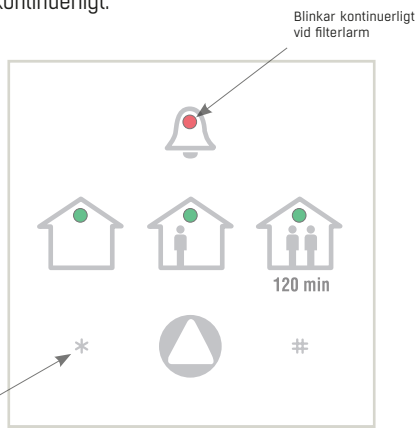 kontinuerligt.
Blinkar kontinuerligt
vid filterlarm
120 min
* #